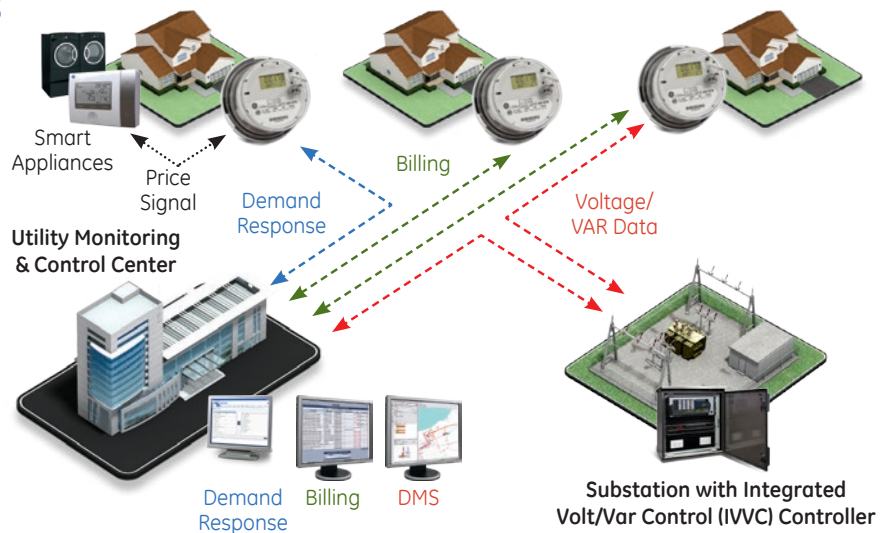 Smart
Appliances
Price
Signal
Demand
Response
Billing
Voltage/
VAR Data
Utility Monitoring
& Control Center
Demand
Response
Billing
DMS
Substation with Integrated
Volt/Var Control (IVVC) Controller